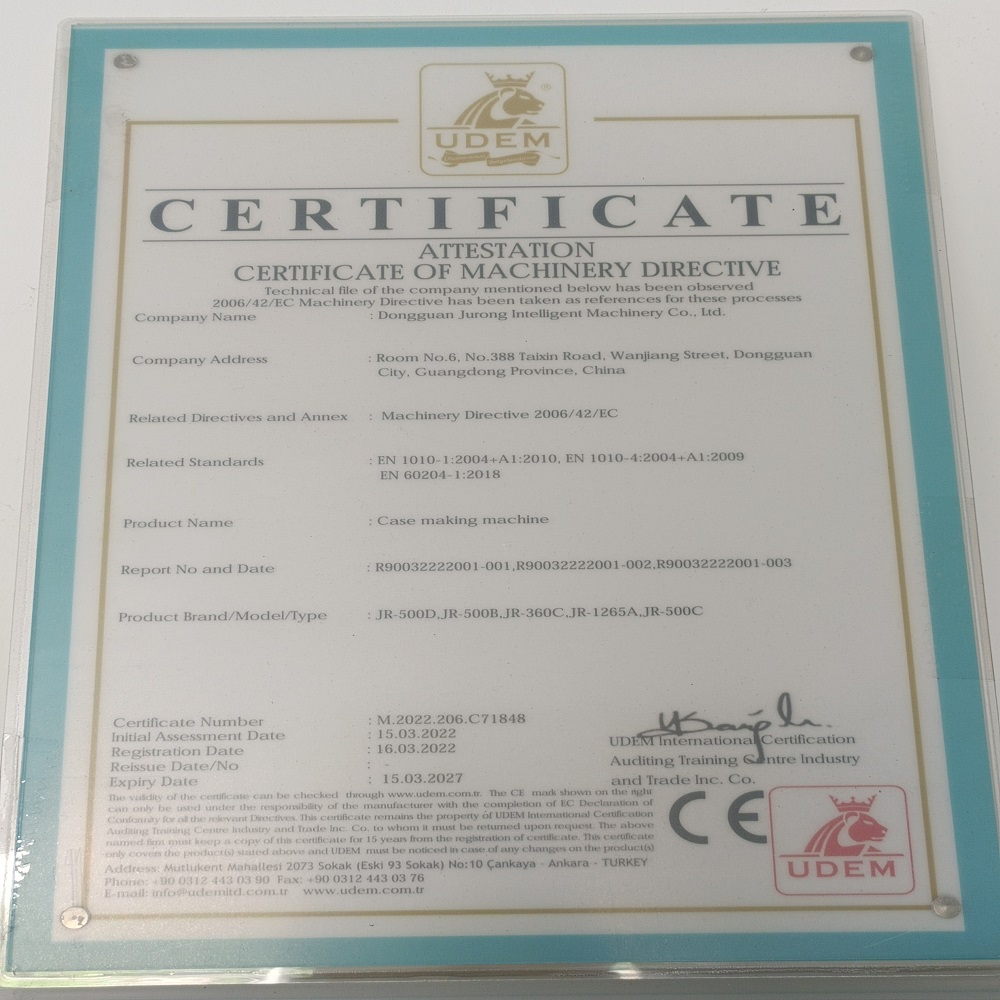 UDEM
CERTIFICATE
ATTESTATION
CERTIFICATE OF MACHINERY DIRECTIVE
Technical file of the company mentioned below has been observed
2006/42/EC Machinery Directive has been taken as references for these processes
Company Name : Dongguan Jurong Intelligent Machinery Co., Ltd.
Company Address : Room No.6, No.388 Taixin Road, Wanjiang Street, Dongguan
City, Guangdong Province, China
Related Directives and Annex : Machinery Directive 2006/42/EC
Related Standards : EN 1010-1:2004+A1:2010, EN 1010-4:2004+A1:2009
EN 60204-1:2018
Product Name : Case making machine
Report No and Date : R90032222001-001,R90032222001-002,R90032222001-003
Product Brand/Model/Type : JR-500D,JR-500B,JR-360C,JR-1265A,JR-500C
Certificate Number : M.2022.206.C71848
Initial Assessment Date : 15.03.2022
Registration Date : 16.03.2022
Reissue Date/No : -
Expiry Date : 15.03.2027
UDEM International Certification
Auditing Training Centre Industry
and Trade Inc. Co.
The validity of the certificate can be checked through www.udem.com.tr. The CE mark shown on the right
can only be used under the responsibility of the manufacturer with the completion of EC Declaration of
Conformity for all the relevant Directives. This certificate remains the property of UDEM International Certification
Auditing Training Centre Industry and Trade Inc. Co. to whom it must be returned upon request. The above
named firm must keep a copy of this certificate for 15 years from the registration of certificate. This certificate
only covers the product(s) stated above and UDEM must be noticed in case of any changes on the product(s)
Address: Mutlukent Mahallesi 2073 Sokak (Eski 93 Sokak) No:10 Çankaya - Ankara - TURKEY
Phone: +90 0312 443 03 90 Fax: +90 0312 443 03 76
E-mail: info@udemltd.com.tr www.udem.com.tr
CE
UDEM